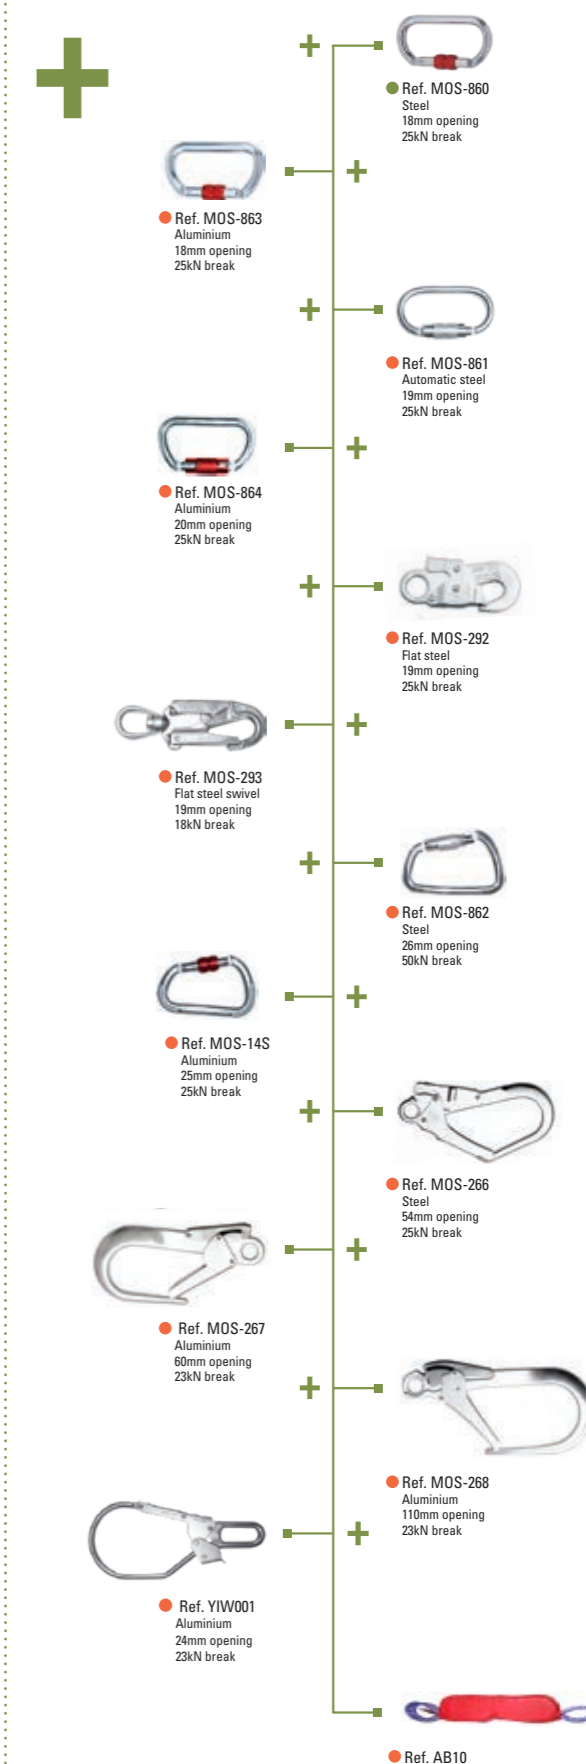 Ref. MOS-860
Steel
18mm opening
25kN break
Ref. MOS-863
Aluminium
18mm opening
25kN break
Ref. MOS-861
Automatic steel
19mm opening
25kN break
Ref. MOS-864
Aluminium
20mm opening
25kN break
Ref. MOS-292
Flat steel
19mm opening
25kN break
Ref. MOS-293
Flat steel swivel
19mm opening
18kN break
Ref. MOS-862
Steel
26mm opening
50kN break
Ref. MOS-14S
Aluminium
25mm opening
25kN break
Ref. MOS-266
Steel
54mm opening
25kN break
Ref. MOS-267
Aluminium
60mm opening
23kN break
Ref. MOS-268
Aluminium
110mm opening
23kN break
Ref. YIW001
Aluminium
24mm opening
23kN break
Ref. AB10